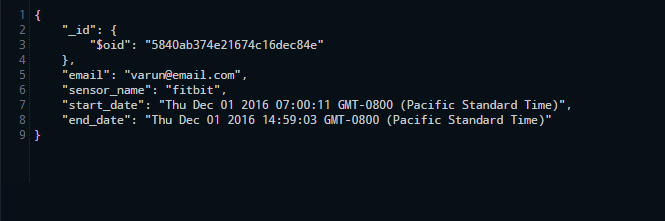 1 {
2     "_id": {
3         "$oid": "5840ab374e21674c16dec84e"
4     },
5     "email": "varun@email.com",
6     "sensor_name": "fitbit",
7     "start_date": "Thu Dec 01 2016 07:00:11 GMT-0800 (Pacific Standard Time)",
8     "end_date": "Thu Dec 01 2016 14:59:03 GMT-0800 (Pacific Standard Time)"
9 }